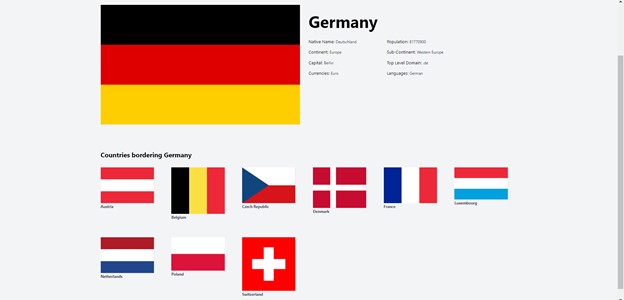 Germany
Native Name: Deutschland Population: 81770900
Continent: Europe Sub-Continent: Western Europe
Capital: Berlin Top Level Domain: .de
Currencies: Euro Languages: German
Countries bordering Germany
Austria
Belgium
Czech Republic
Denmark
France
Luxembourg
Netherlands
Poland
Switzerland